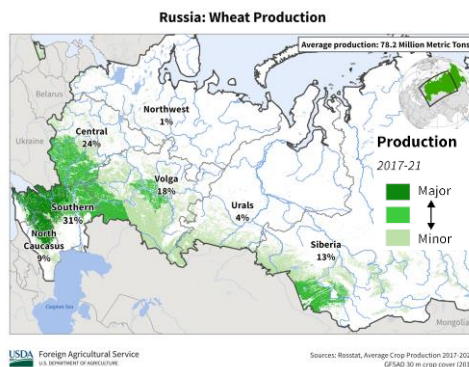 Russia: Wheat Production
Average production: 78.2 Million Metric Tons
Belarus
Ukraine
Northwest
1%
Central
24%
Volga
18%
Southern
31%
North
Caucasus
9%
Urals
4%
Siberia
13%
Caspian Sea
Mongolia
Production
2017-21
Major
Minor
USDA Foreign Agricultural Service
U.S. DEPARTMENT OF AGRICULTURE
Sources: Rosstat, Average Crop Production 2017-202
GFSAD 30 m crop cover (201